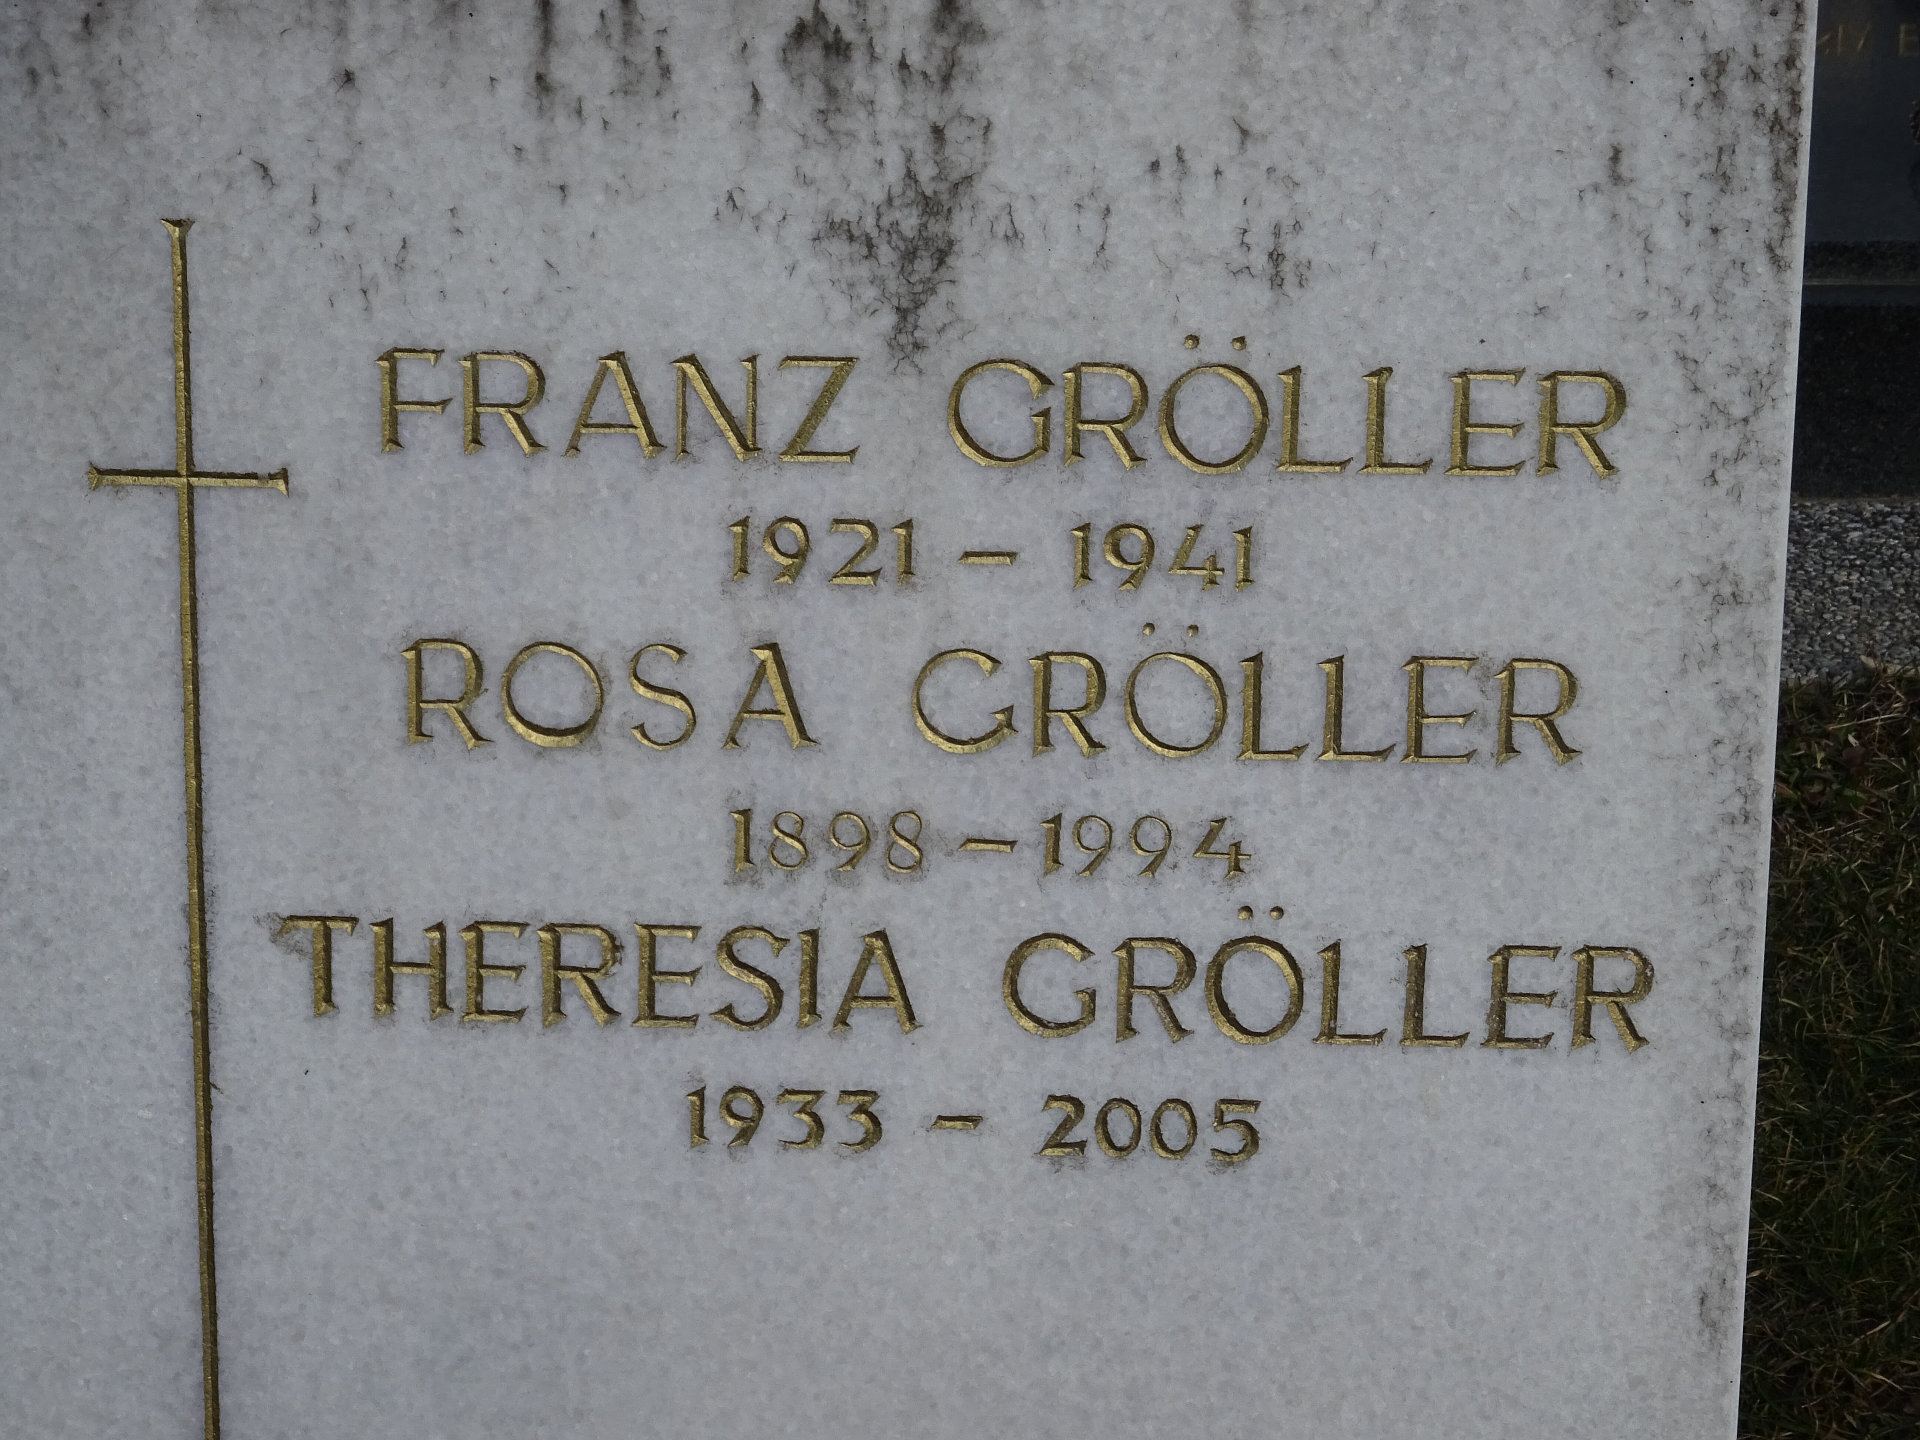 FRANZ GRÖLLER
1921 – 1941
ROSA GRÖLLER
1898 – 1994
THERESIA GRÖLLER
1933 – 2005